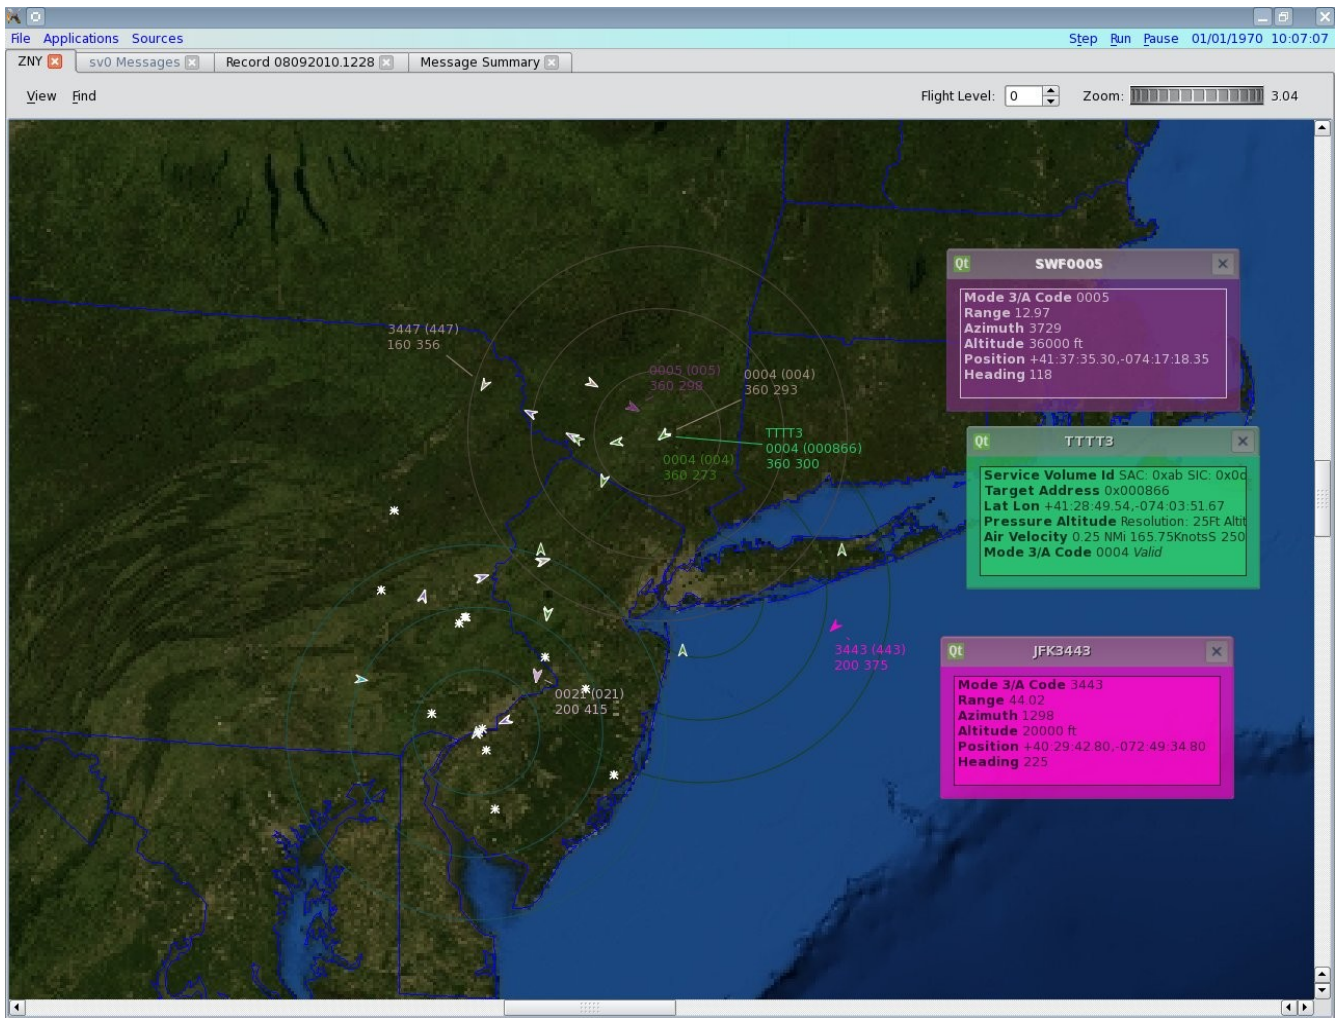 File Applications Sources Step Run Pause 01/01/1970 10:07:07
ZNY sv0 Messages Record 08092010.1228 Message Summary
View Find Flight Level: 0 Zoom: 3.04
Qt SWF0005
Mode 3/A Code 0005
Range 12.97
Azimuth 3729
Altitude 36000 ft
Position +41:37:35.30,-074:17:18.35
Heading 118
3447 (447)
160 356
0005 (005)
360 298
0004 (004)
360 293
TTTT3
0004 (000866)
360 300
0004 (004)
360 273
Qt TTTT3
Service Volume Id SAC: 0xab SIC: 0x0c
Target Address 0x000866
Lat Lon +41:28:49.54,-074:03:51.67
Pressure Altitude Resolution: 25Ft Altit
Air Velocity 0.25 NMi 165.75KnotsS 250
Mode 3/A Code 0004 Valid
3443 (443)
200 375
0021 (021)
200 415
Qt JFK3443
Mode 3/A Code 3443
Range 44.02
Azimuth 1298
Altitude 20000 ft
Position +40:29:42.80,-072:49:34.80
Heading 225